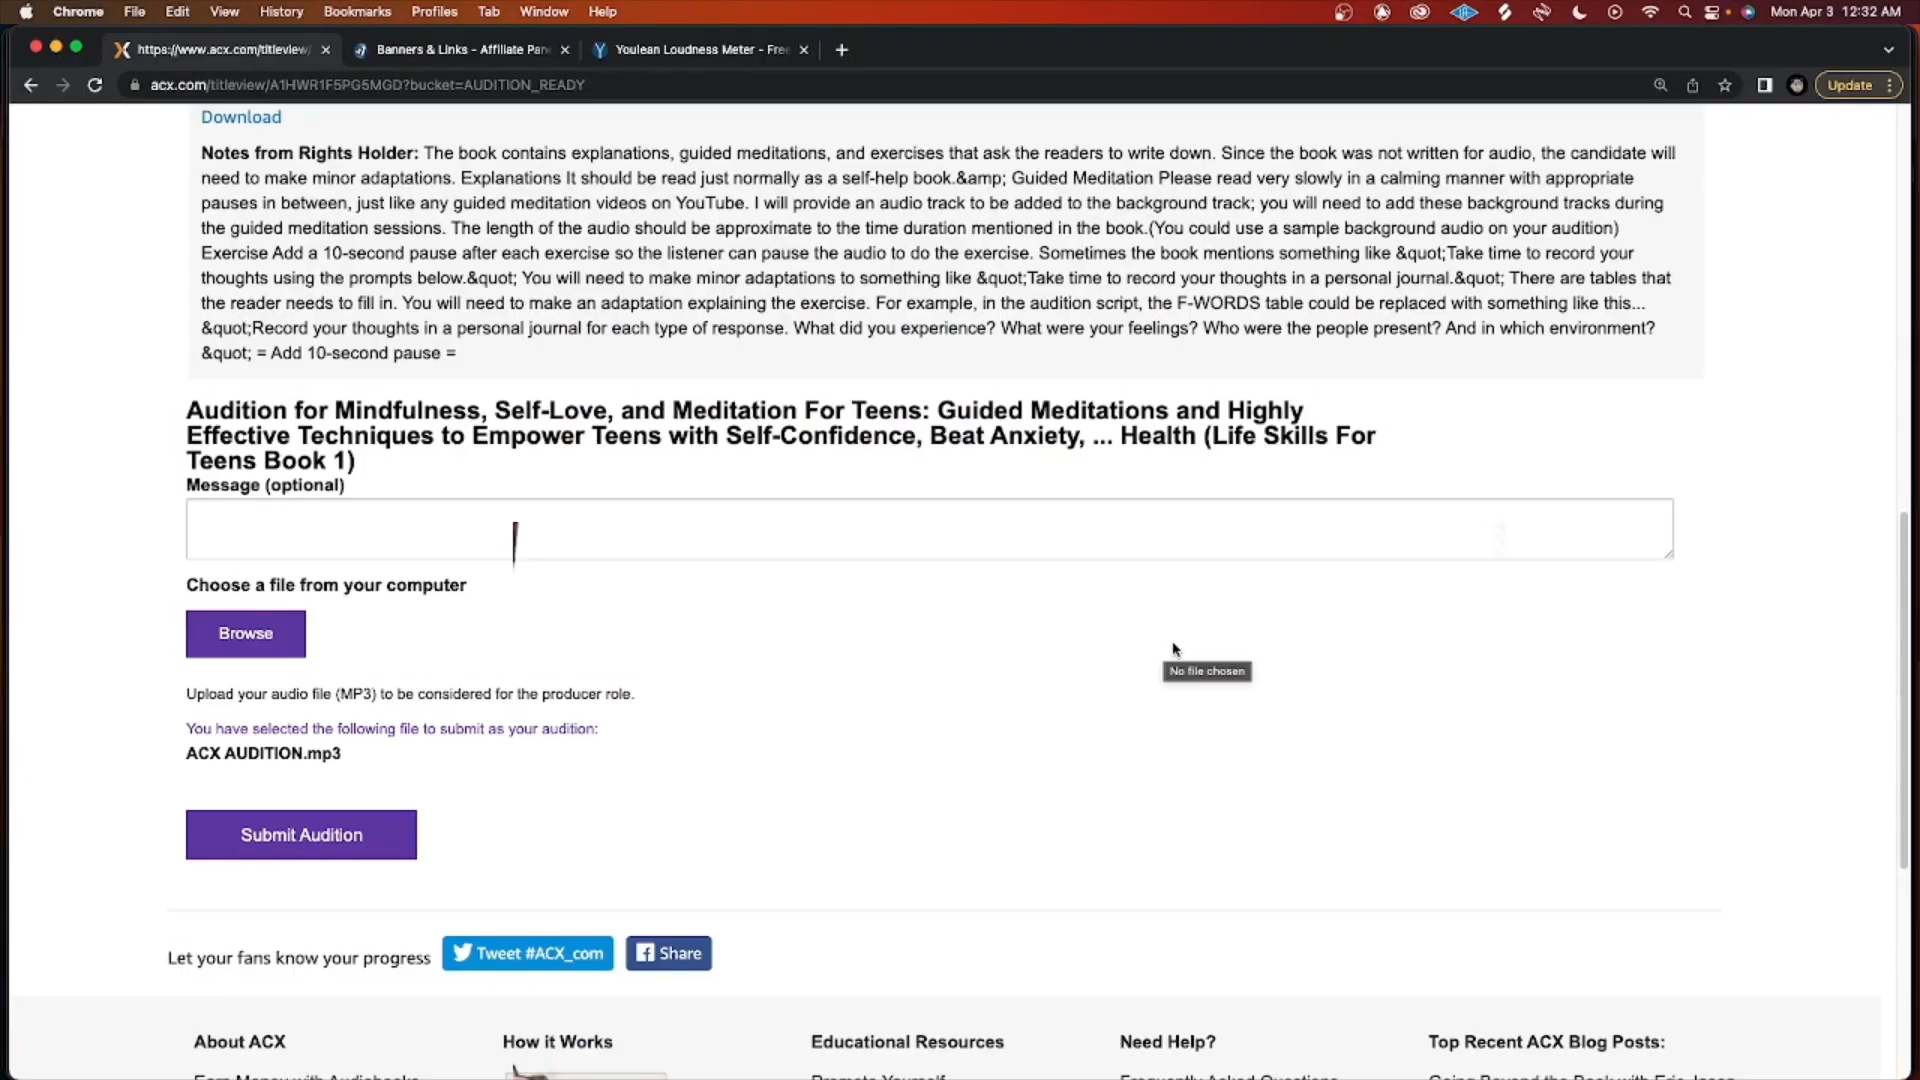 Chrome File Edit View History Bookmarks Profiles Tab Window Help Mon Apr 3 12:32 AM
https://www.acx.com/titleview/ Banners & Links - Affiliate Pan Youlean Loudness Meter - Free
acx.com/titleview/A1HWR1F5PG5MGD?bucket=AUDITION_READY Update
Download
Notes from Rights Holder: The book contains explanations, guided meditations, and exercises that ask the readers to write down. Since the book was not written for audio, the candidate will
need to make minor adaptations. Explanations It should be read just normally as a self-help book.&amp; Guided Meditation Please read very slowly in a calming manner with appropriate
pauses in between, just like any guided meditation videos on YouTube. I will provide an audio track to be added to the background track; you will need to add these background tracks during
the guided meditation sessions. The length of the audio should be approximate to the time duration mentioned in the book.(You could use a sample background audio on your audition)
Exercise Add a 10-second pause after each exercise so the listener can pause the audio to do the exercise. Sometimes the book mentions something like &quot;Take time to record your
thoughts using the prompts below.&quot; You will need to make minor adaptations to something like &quot;Take time to record your thoughts in a personal journal.&quot; There are tables that
the reader needs to fill in. You will need to make an adaptation explaining the exercise. For example, in the audition script, the F-WORDS table could be replaced with something like this...
&quot;Record your thoughts in a personal journal for each type of response. What did you experience? What were your feelings? Who were the people present? And in which environment?
&quot; = Add 10-second pause =
Audition for Mindfulness, Self-Love, and Meditation For Teens: Guided Meditations and Highly
Effective Techniques to Empower Teens with Self-Confidence, Beat Anxiety, ... Health (Life Skills For
Teens Book 1)
Message (optional)
Choose a file from your computer
Browse
No file chosen
Upload your audio file (MP3) to be considered for the producer role.
You have selected the following file to submit as your audition:
ACX AUDITION.mp3
Submit Audition
Let your fans know your progress Tweet #ACX_com Share
About ACX How it Works Educational Resources Need Help? Top Recent ACX Blog Posts:
Earn Money with Audiobooks Promote Yourself Frequently Asked Questions